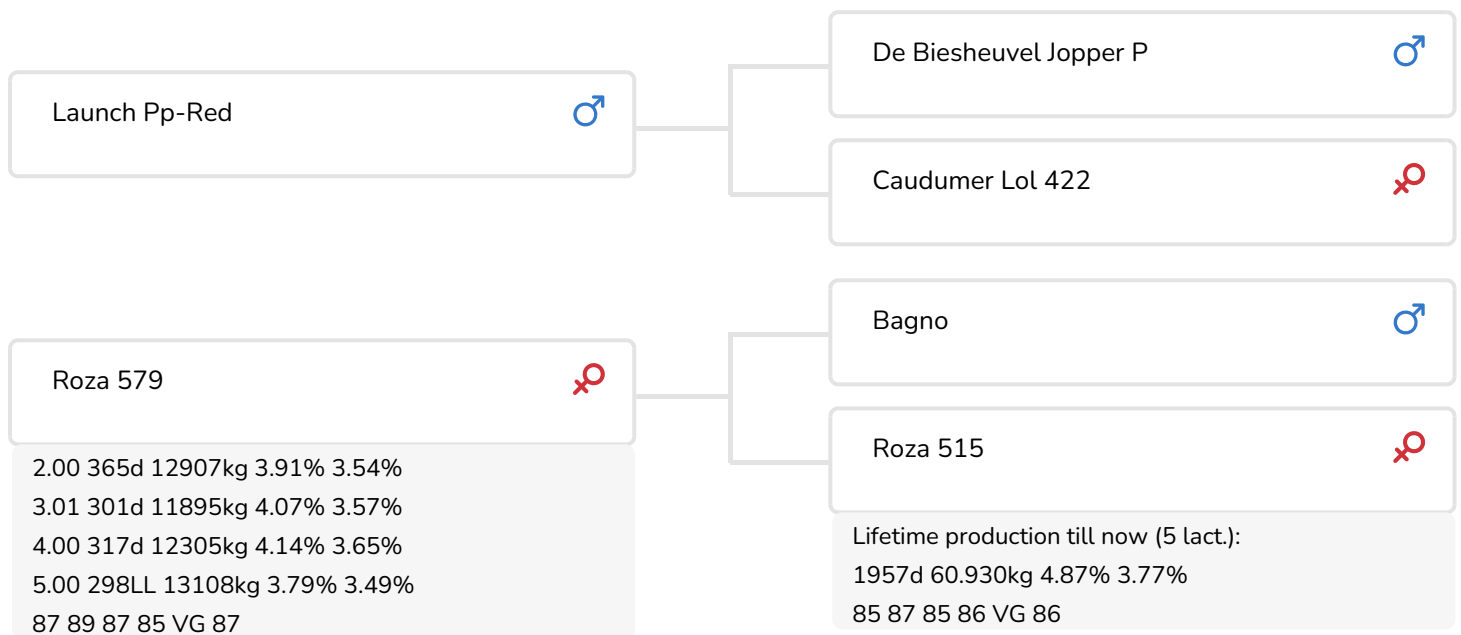 Launch Pp-Red
De Biesheuvel Jopper P
Caudumer Lol 422
Roza 579
2.00 365d 12907kg 3.91% 3.54%
3.01 301d 11895kg 4.07% 3.57%
4.00 317d 12305kg 4.14% 3.65%
5.00 298LL 13108kg 3.79% 3.49%
87 89 87 85 VG 87
Bagno
Roza 515
Lifetime production till now (5 lact.):
1957d 60.930kg 4.87% 3.77%
85 87 85 86 VG 86